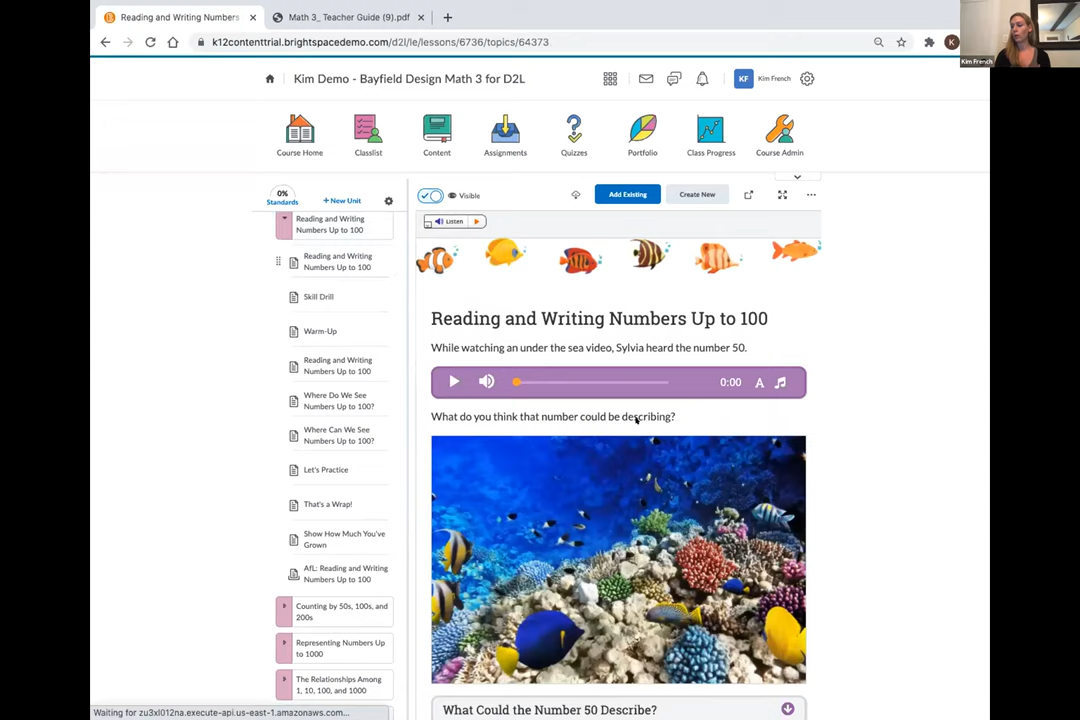 Reading and Writing Numbers
Math 3_ Teacher Guide (9).pdf
k12contenttrial.brightspacedemo.com/d2l/le/lessons/6736/topics/64373
K
Kim French
Kim Demo - Bayfield Design Math 3 for D2L
KF
Kim French
Course Home
Classlist
Content
Assignments
Quizzes
Portfolio
Class Progress
Course Admin
0%
Standards
+ New Unit
Visible
Add Existing
Create New
Listen
Reading and Writing
Numbers Up to 100
Reading and Writing
Numbers Up to 100
Skill Drill
Warm-Up
Reading and Writing
Numbers Up to 100
Where Do We See
Numbers Up to 100?
Where Can We See
Numbers Up to 100?
Let's Practice
That's a Wrap!
Show How Much You've
Grown
AfL: Reading and Writing
Numbers Up to 100
Counting by 50s, 100s, and
200s
Representing Numbers Up
to 1000
The Relationships Among
1, 10, 100, and 1000
Reading and Writing Numbers Up to 100
While watching an under the sea video, Sylvia heard the number 50.
0:00 A
What do you think that number could be describing?
What Could the Number 50 Describe?
Waiting for zu3xl012na.execute-api.us-east-1.amazonaws.com...